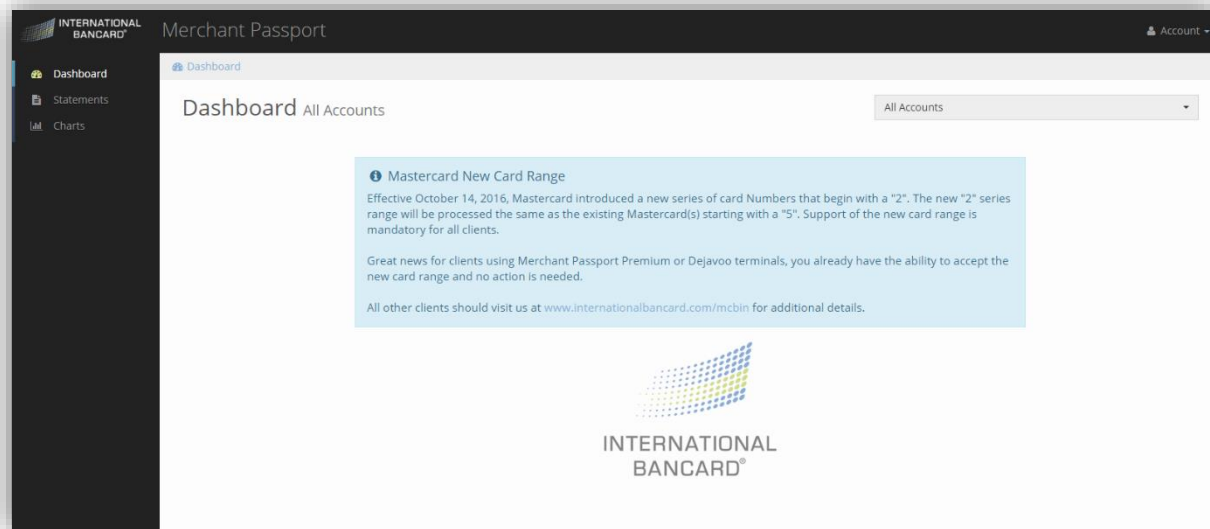 INTERNATIONAL
BANCARD®
Merchant Passport
Account
Dashboard
Statements
Charts
Dashboard
Dashboard All Accounts
All Accounts
Mastercard New Card Range
Effective October 14, 2016, Mastercard introduced a new series of card Numbers that begin with a "2". The new "2" series
range will be processed the same as the existing Mastercard(s) starting with a "5". Support of the new card range is
mandatory for all clients.
Great news for clients using Merchant Passport Premium or Dejavoo terminals, you already have the ability to accept the
new card range and no action is needed.
All other clients should visit us at www.internationalbancard.com/mcbin for additional details.
INTERNATIONAL
BANCARD®